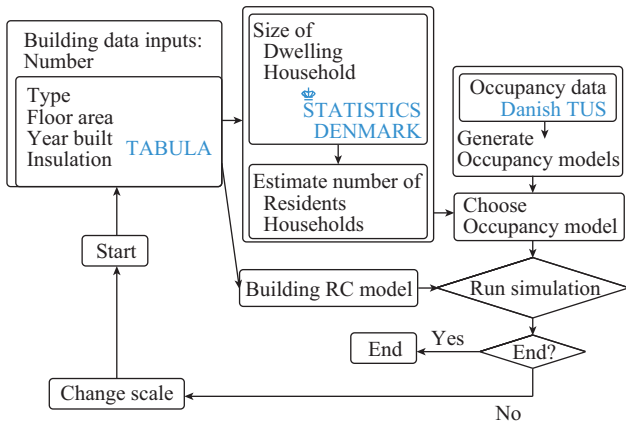 Building data inputs:
Number
Type
Floor area
Year built
Insulation
TABULA
Size of
Dwelling
Household
STATISTICS
DENMARK
Estimate number of
Residents
Households
Occupancy data
Danish TUS
Generate
Occupancy models
Choose
Occupancy model
Start
Building RC model
Run simulation
End
Yes
End?
Change scale
No